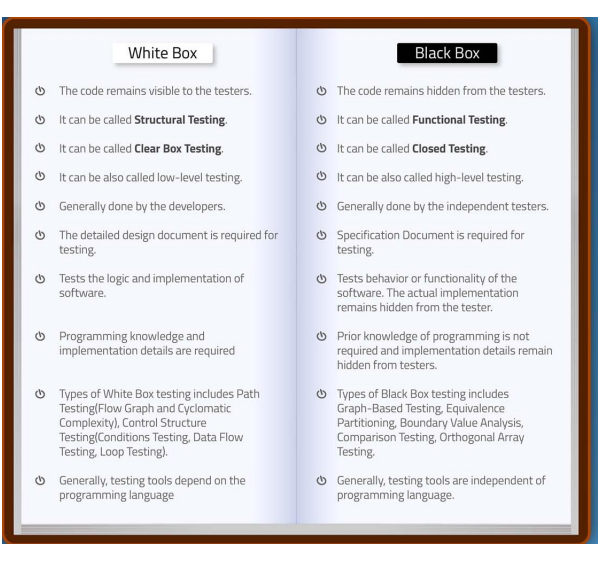 White Box
The code remains visible to the testers.
It can be called Structural Testing.
It can be called Clear Box Testing.
It can be also called low-level testing.
Generally done by the developers.
The detailed design document is required for
testing.
Tests the logic and implementation of
software.
Programming knowledge and
implementation details are required
Types of White Box testing includes Path
Testing(Flow Graph and Cyclomatic
Complexity), Control Structure
Testing(Conditions Testing, Data Flow
Testing, Loop Testing).
Generally, testing tools depend on the
programming language
Black Box
The code remains hidden from the testers.
It can be called Functional Testing.
It can be called Closed Testing.
It can be also called high-level testing.
Generally done by the independent testers.
Specification Document is required for
testing.
Tests behavior or functionality of the
software. The actual implementation
remains hidden from the tester.
Prior knowledge of programming is not
required and implementation details remain
hidden from testers.
Types of Black Box testing includes
Graph-Based Testing, Equivalence
Partitioning, Boundary Value Analysis,
Comparison Testing, Orthogonal Array
Testing.
Generally, testing tools are independent of
programming language.